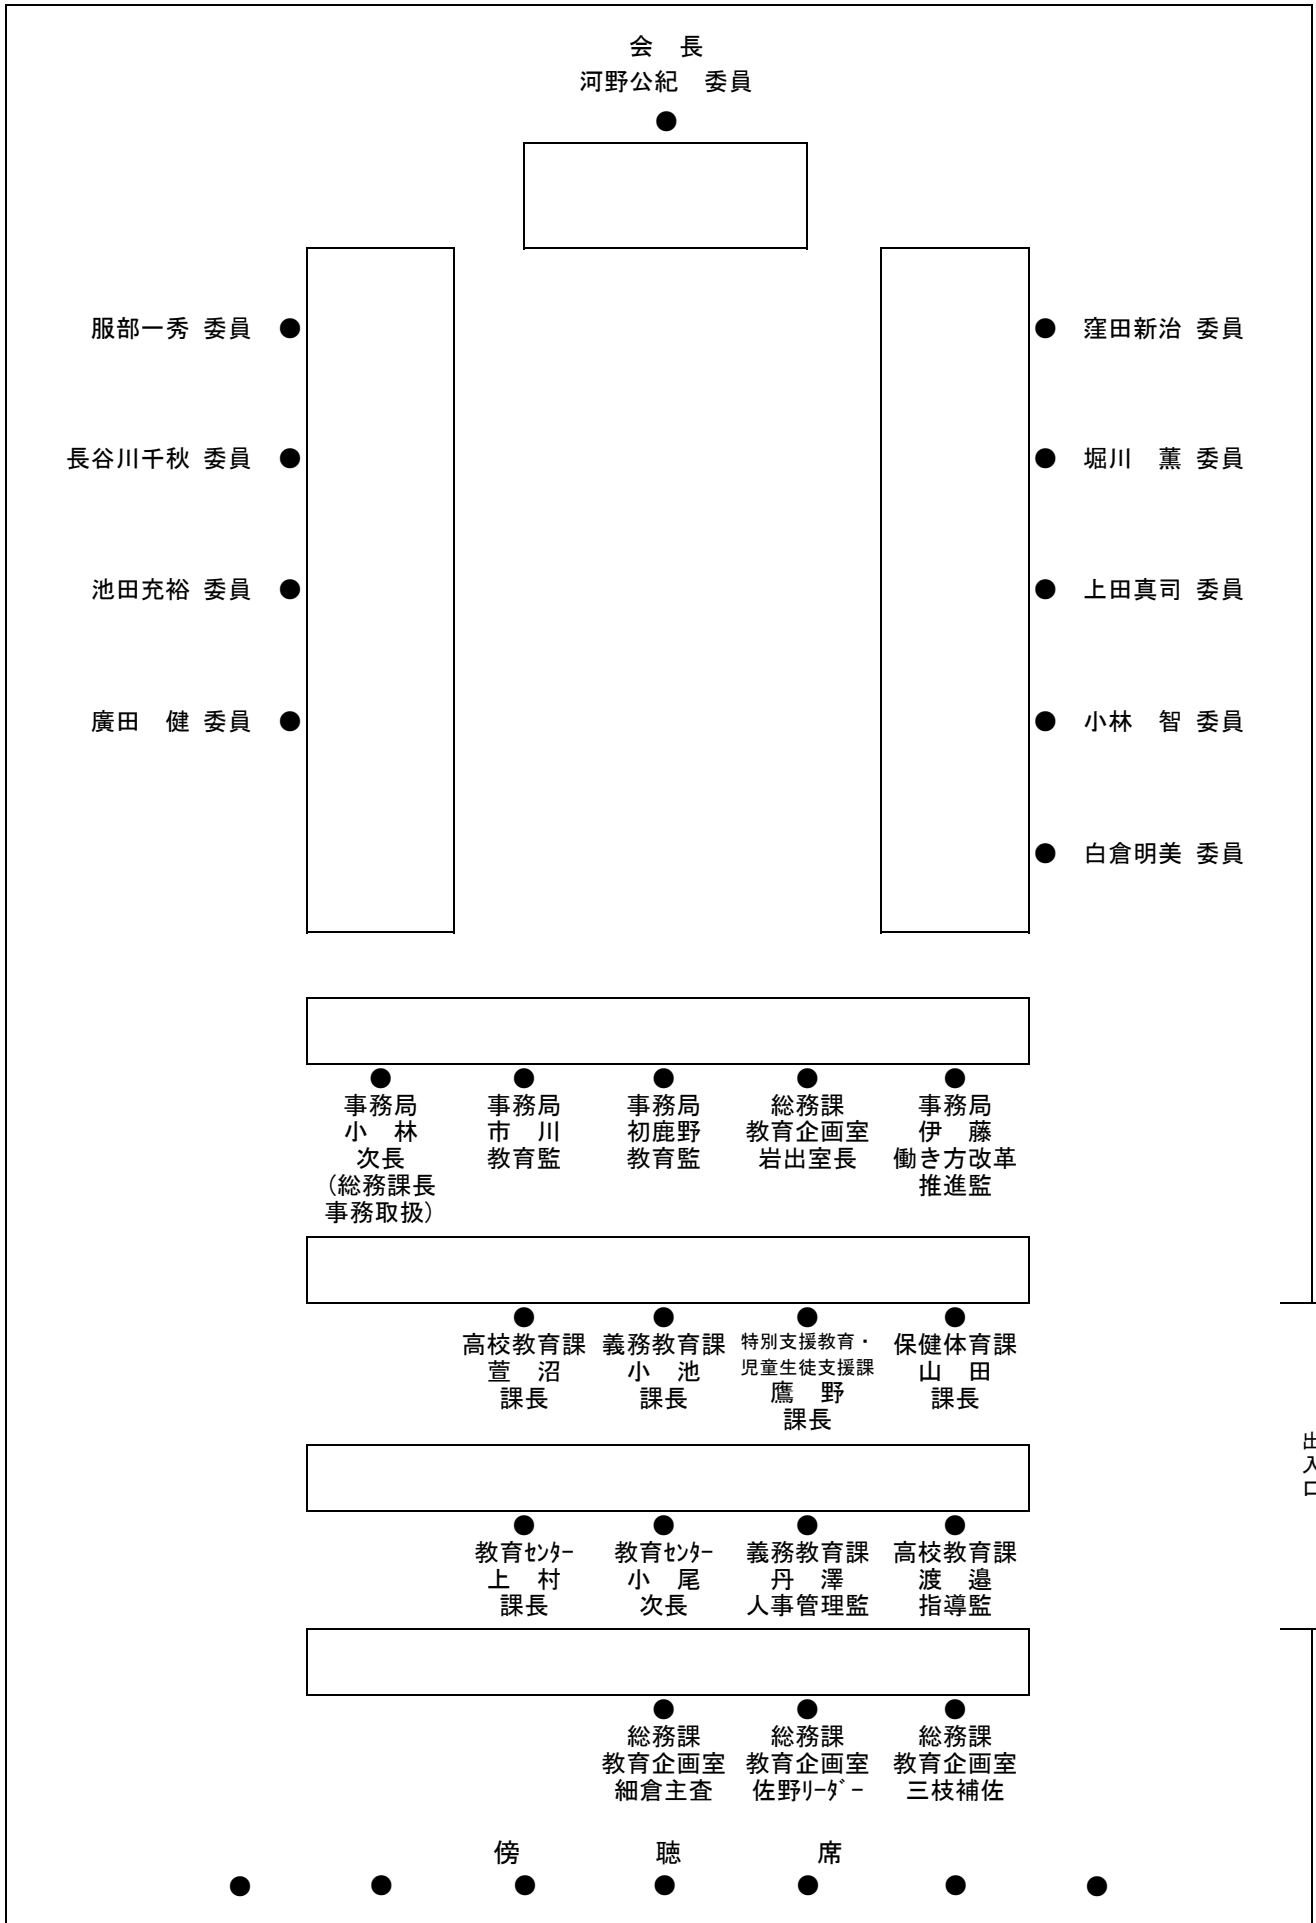 会　長
河野公紀　委員
服部一秀 委員
窪田新治 委員
長谷川千秋 委員
堀川　薫 委員
池田充裕 委員
上田真司 委員
廣田　健 委員
小林　智 委員
白倉明美 委員
事務局
小　林
次長
（総務課長
事務取扱）
事務局
市　川
教育監
事務局
初鹿野
教育監
総務課
教育企画室
岩出室長
事務局
伊　藤
働き方改革
推進監
高校教育課
萱　沼
課長
義務教育課
小　池
課長
特別支援教育・
児童生徒支援課
鷹　野
課長
保健体育課
山　田
課長
出入口
教育ｾﾝﾀｰ
上　村
課長
教育ｾﾝﾀｰ
小　尾
次長
義務教育課
丹　澤
人事管理監
高校教育課
渡　邉
指導監
総務課
教育企画室
細倉主査
総務課
教育企画室
佐野ﾘｰﾀﾞｰ
総務課
教育企画室
三枝補佐
傍　聴　席